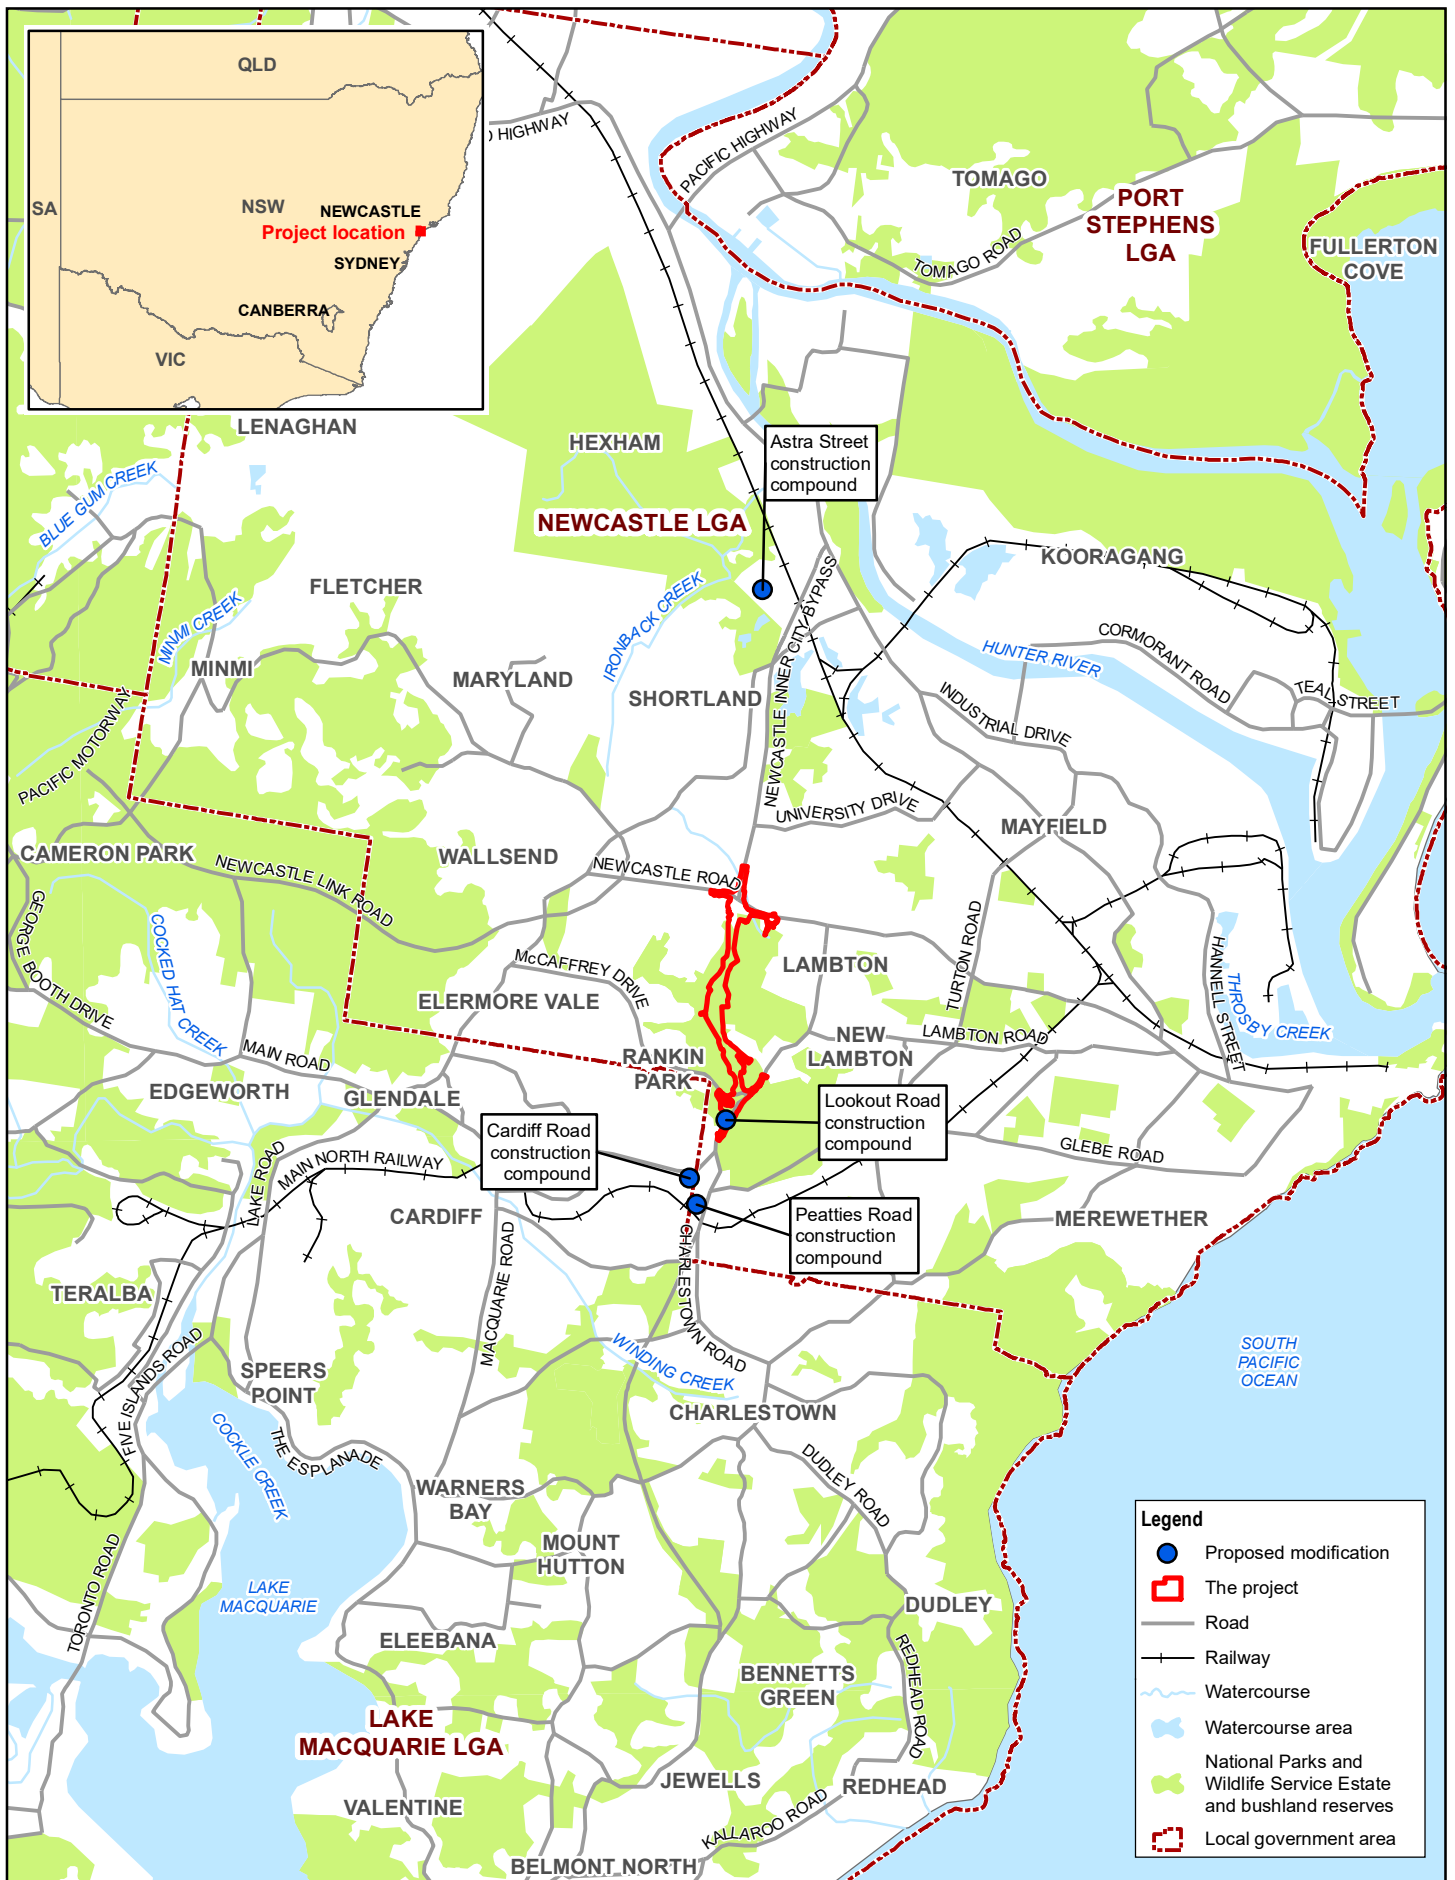 QLD
SA
NSW
NEWCASTLE
Project location
SYDNEY
CANBERRA
VIC
HIGHWAY
PACIFIC HIGHWAY
TOMAGO
PORT
STEPHENS
LGA
TOMAGO ROAD
FULLERTON
COVE
LENAGHAN
HEXHAM
Astra Street
construction
compound
BLUE GUM CREEK
NEWCASTLE LGA
KOORAGANG
FLETCHER
MINMI CREEK
IRONBACK CREEK
NEWCASTLE INNER CITY BYPASS
HUNTER RIVER
CORMORANT ROAD
TEAL STREET
MINMI
MARYLAND
SHORTLAND
INDUSTRIAL DRIVE
PACIFIC MOTORWAY
UNIVERSITY DRIVE
MAYFIELD
CAMERON PARK
NEWCASTLE LINK ROAD
WALLSEND
NEWCASTLE ROAD
GEORGE BOOTH DRIVE
COCKED HAT CREEK
McCAFFREY DRIVE
LAMBTON
TURTON ROAD
HANNELL STREET
THROSBY CREEK
ELERMORE VALE
NEW
LAMBTON
LAMBTON ROAD
MAIN ROAD
RANKIN
PARK
EDGEWORTH
GLENDALE
Lookout Road
construction
compound
Cardiff Road
construction
compound
GLEBE ROAD
LAKE ROAD
MAIN NORTH RAILWAY
CARDIFF
Peatties Road
construction
compound
MEREWETHER
MACQUARIE ROAD
CHARLESTOWN ROAD
TERALBA
FIVE ISLANDS ROAD
SPEERS
POINT
WINDING CREEK
SOUTH
PACIFIC
OCEAN
CHARLESTOWN
COCKLE CREEK
THE ESPLANADE
DUDLEY ROAD
WARNERS
BAY
MOUNT
HUTTON
TORONTO ROAD
LAKE
MACQUARIE
DUDLEY
ELEEBANA
REDHEAD ROAD
BENNETTS
GREEN
LAKE
MACQUARIE LGA
JEWELLS
REDHEAD
VALENTINE
KALLAROO ROAD
BELMONT NORTH
Legend
Proposed modification
The project
Road
Railway
Watercourse
Watercourse area
National Parks and
Wildlife Service Estate
and bushland reserves
Local government area